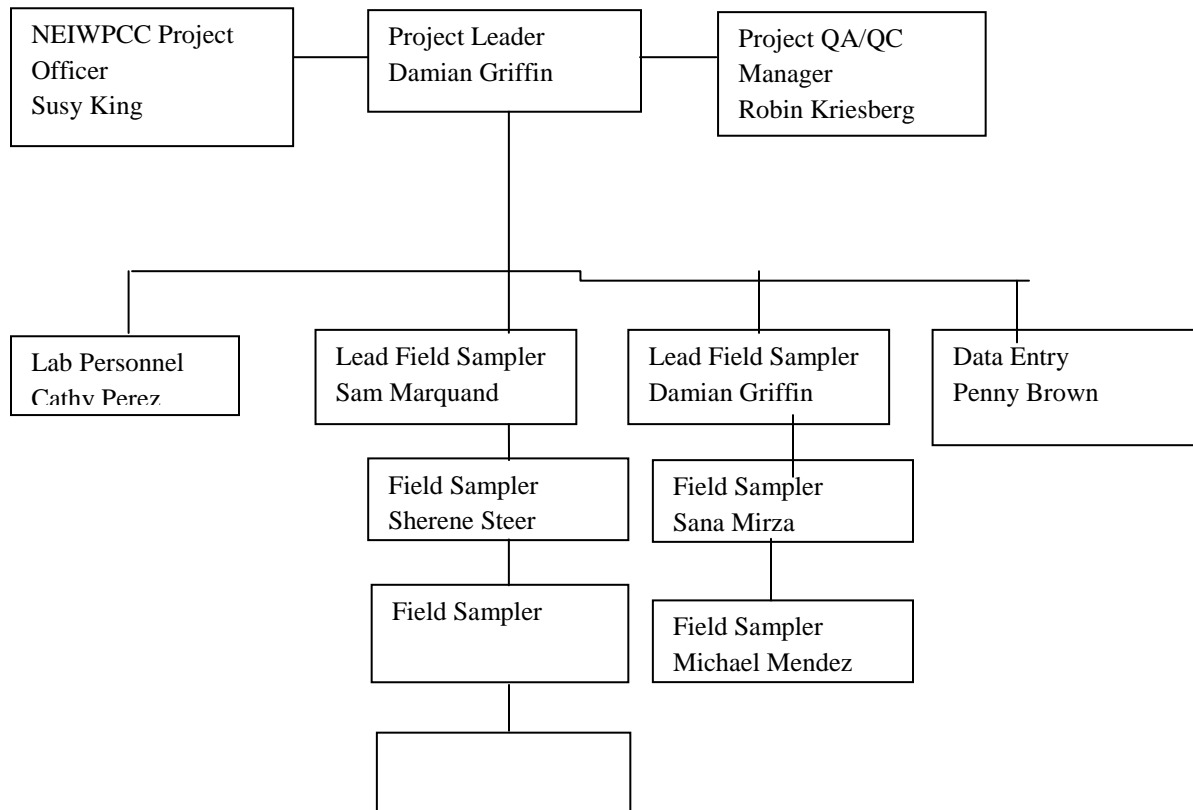 NEIWPCC Project
Officer
Susy King
Project Leader
Damian Griffin
Project QA/QC
Manager
Robin Kriesberg
Lab Personnel
Cathy Perez
Lead Field Sampler
Sam Marquand
Lead Field Sampler
Damian Griffin
Data Entry
Penny Brown
Field Sampler
Sherene Steer
Field Sampler
Sana Mirza
Field Sampler
Field Sampler
Michael Mendez